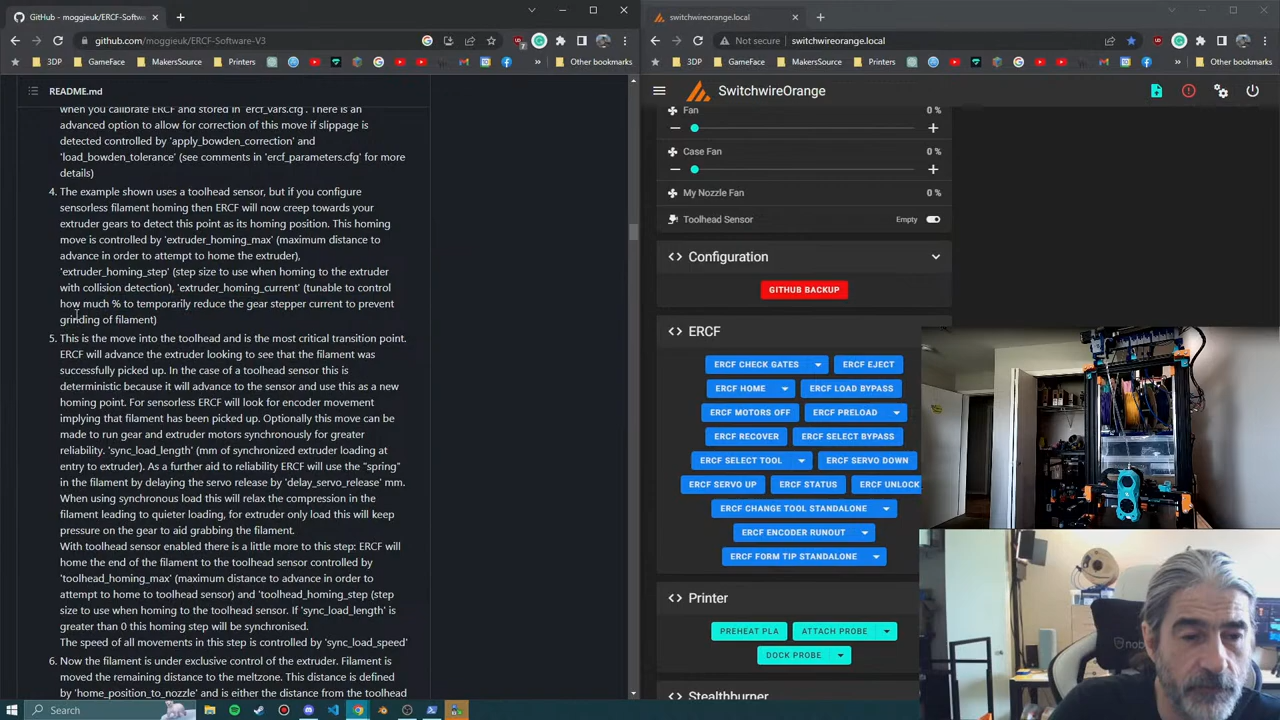 GitHub - moggieuk/ERCF-Softwa
switchwireorange.local
github.com/moggieuk/ERCF-Software-V3
Not secure
switchwireorange.local
3DP
GameFace
MakersSource
Printers
Other bookmarks
3DP
GameFace
MakersSource
Printers
Other bookmarks
README.md
when you calibrate ERCF and stored in 'ercf_vars.cfg'. There is an
advanced option to allow for correction of this move if slippage is
detected controlled by 'apply_bowden_correction' and
'load_bowden_tolerance' (see comments in 'ercf_parameters.cfg' for more
details)
4. The example shown uses a toolhead sensor, but if you configure
sensorless filament homing then ERCF will now creep towards your
extruder gears to detect this point as its homing position. This homing
move is controlled by 'extruder_homing_max' (maximum distance to
advance in order to attempt to home the extruder),
'extruder_homing_step' (step size to use when homing to the extruder
with collision detection), 'extruder_homing_current' (tunable to control
how much % to temporarily reduce the gear stepper current to prevent
grinding of filament)
5. This is the move into the toolhead and is the most critical transition point.
ERCF will advance the extruder looking to see that the filament was
successfully picked up. In the case of a toolhead sensor this is
deterministic because it will advance to the sensor and use this as a new
homing point. For sensorless ERCF will look for encoder movement
implying that filament has been picked up. Optionally this move can be
made to run gear and extruder motors synchronously for greater
reliability. 'sync_load_length' (mm of synchronized extruder loading at
entry to extruder). As a further aid to reliability ERCF will use the "spring"
in the filament by delaying the servo release by 'delay_servo_release' mm.
When using synchronous load this will relax the compression in the
filament leading to quieter loading, for extruder only load this will keep
pressure on the gear to aid grabbing the filament.
With toolhead sensor enabled there is a little more to this step: ERCF will
home the end of the filament to the toolhead sensor controlled by
'toolhead_homing_max' (maximum distance to advance in order to
attempt to home to toolhead sensor) and 'toolhead_homing_step (step
size to use when homing to the toolhead sensor. If 'sync_load_length' is
greater than 0 this homing step will be synchronised.
The speed of all movements in this step is controlled by 'sync_load_speed'
6. Now the filament is under exclusive control of the extruder. Filament is
moved the remaining distance to the meltzone. This distance is defined
by 'home_position_to_nozzle' and is either the distance from the toolhead
SwitchwireOrange
Fan
0 %
Case Fan
0 %
My Nozzle Fan
0 %
Toolhead Sensor
Empty
Configuration
GITHUB BACKUP
ERCF
ERCF CHECK GATES
ERCF EJECT
ERCF HOME
ERCF LOAD BYPASS
ERCF MOTORS OFF
ERCF PRELOAD
ERCF RECOVER
ERCF SELECT BYPASS
ERCF SELECT TOOL
ERCF SERVO DOWN
ERCF SERVO UP
ERCF STATUS
ERCF UNLOCK
ERCF CHANGE TOOL STANDALONE
ERCF ENCODER RUNOUT
ERCF FORM TIP STANDALONE
Printer
PREHEAT PLA
ATTACH PROBE
DOCK PROBE
Stealthburner
Search